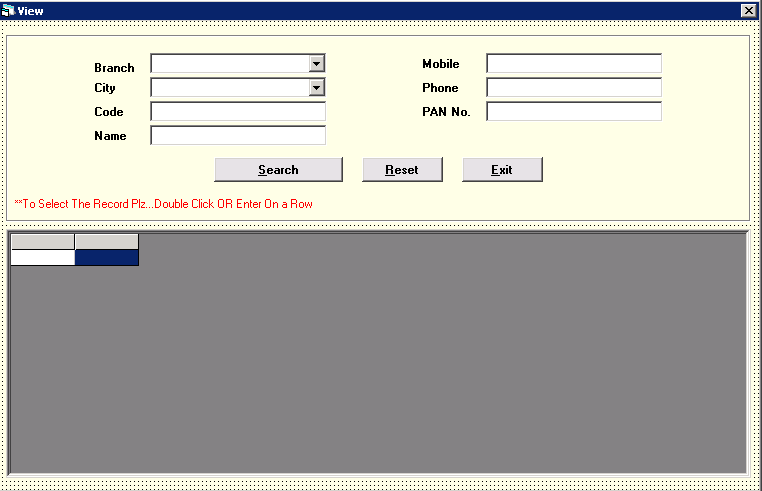 View
Branch
City
Code
Name
Mobile
Phone
PAN No.
Search Reset Exit
**To Select The Record Plz...Double Click OR Enter On a Row